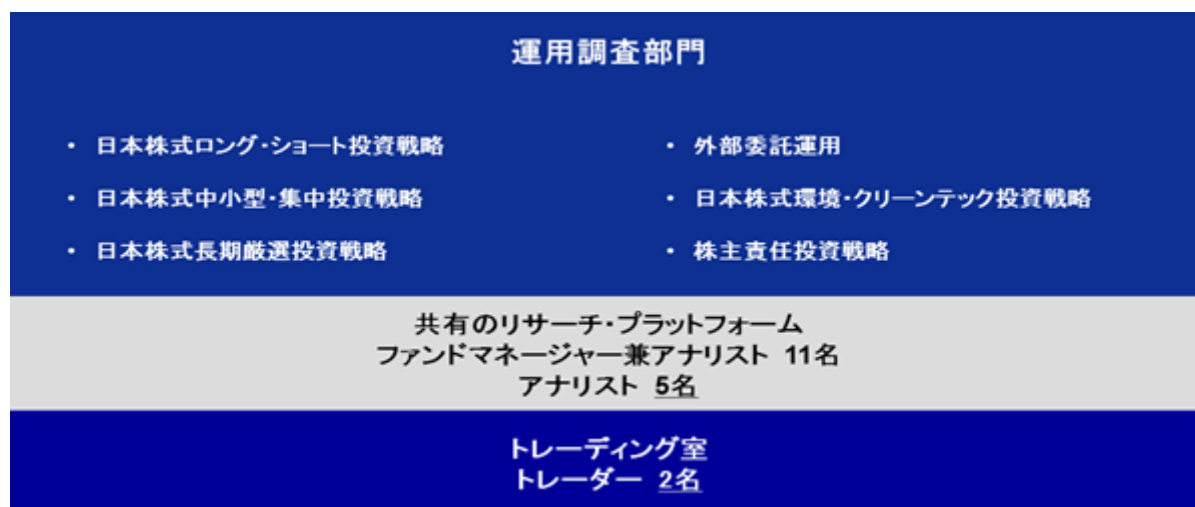 運用調査部門
・ 日本株式ロング・ショート投資戦略
・ 外部委託運用
・ 日本株式中小型・集中投資戦略
・ 日本株式環境・クリーンテック投資戦略
・ 日本株式長期厳選投資戦略
・ 株主責任投資戦略
共有のリサーチ・プラットフォーム
ファンドマネージャー兼アナリスト 11名
アナリスト 5名
トレーディング室
トレーダー 2名